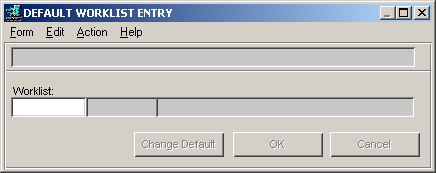 DEFAULT WORKLIST ENTRY
Form Edit Action Help
Worklist:
Change Default OK Cancel